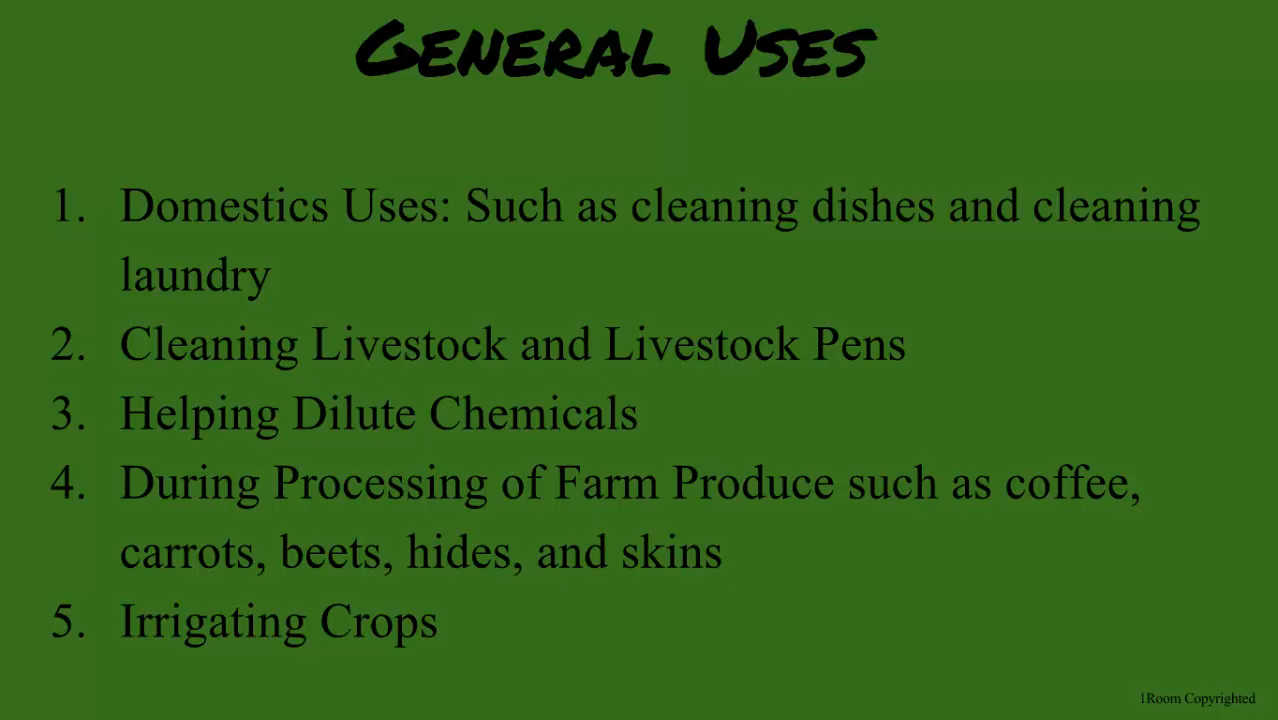 General Uses
1. Domestics Uses: Such as cleaning dishes and cleaning
laundry
2. Cleaning Livestock and Livestock Pens
3. Helping Dilute Chemicals
4. During Processing of Farm Produce such as coffee,
carrots, beets, hides, and skins
5. Irrigating Crops
1Room Copyrighted